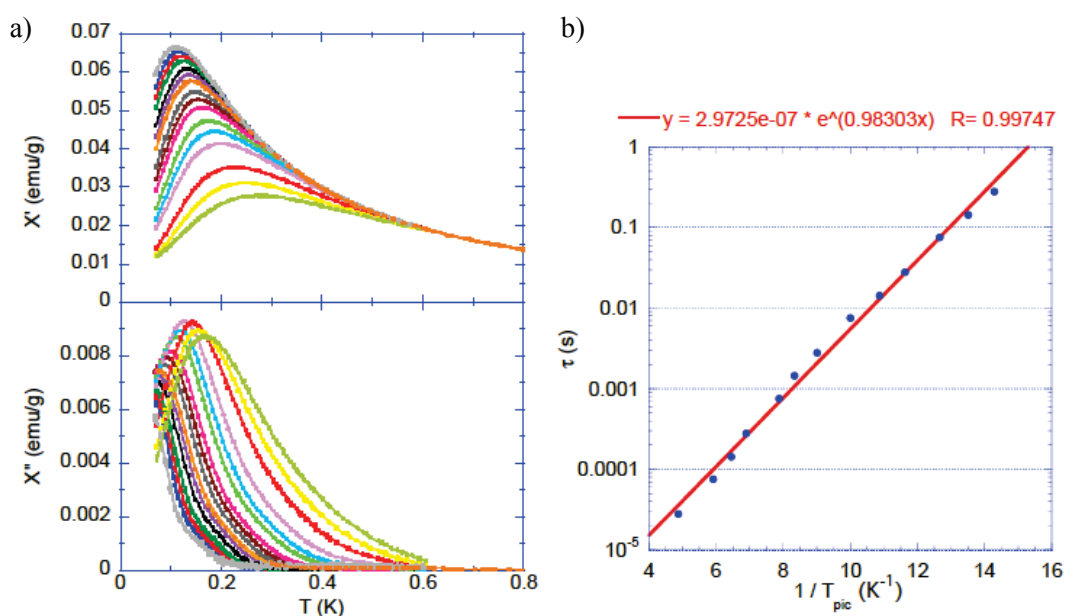 a)
0.07
0.06
0.05
0.04
0.03
0.02
0.01
0
X' (emu/g)
0.008
0.006
0.004
0.002
0
X" (emu/g)
0 0.2 0.4 0.6 0.8
T (K)
b)
y = 2.9725e-07 * e^(0.98303x) R= 0.99747
1
0.1
0.01
0.001
0.0001
10-5
τ (s)
4 6 8 10 12 14 16
1 / Tpic (K-1)